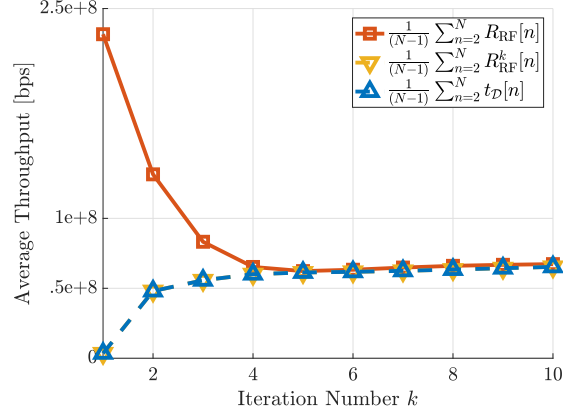 2.5e+8
1e+8
.5e+8
0
Average Throughput [bps]
2
4
6
8
10
Iteration Number k
1/(N−1) ∑_{n=2}^{N} R_RF[n]
1/(N−1) ∑_{n=2}^{N} R_RF^k[n]
1/(N−1) ∑_{n=2}^{N} t_𝒟[n]